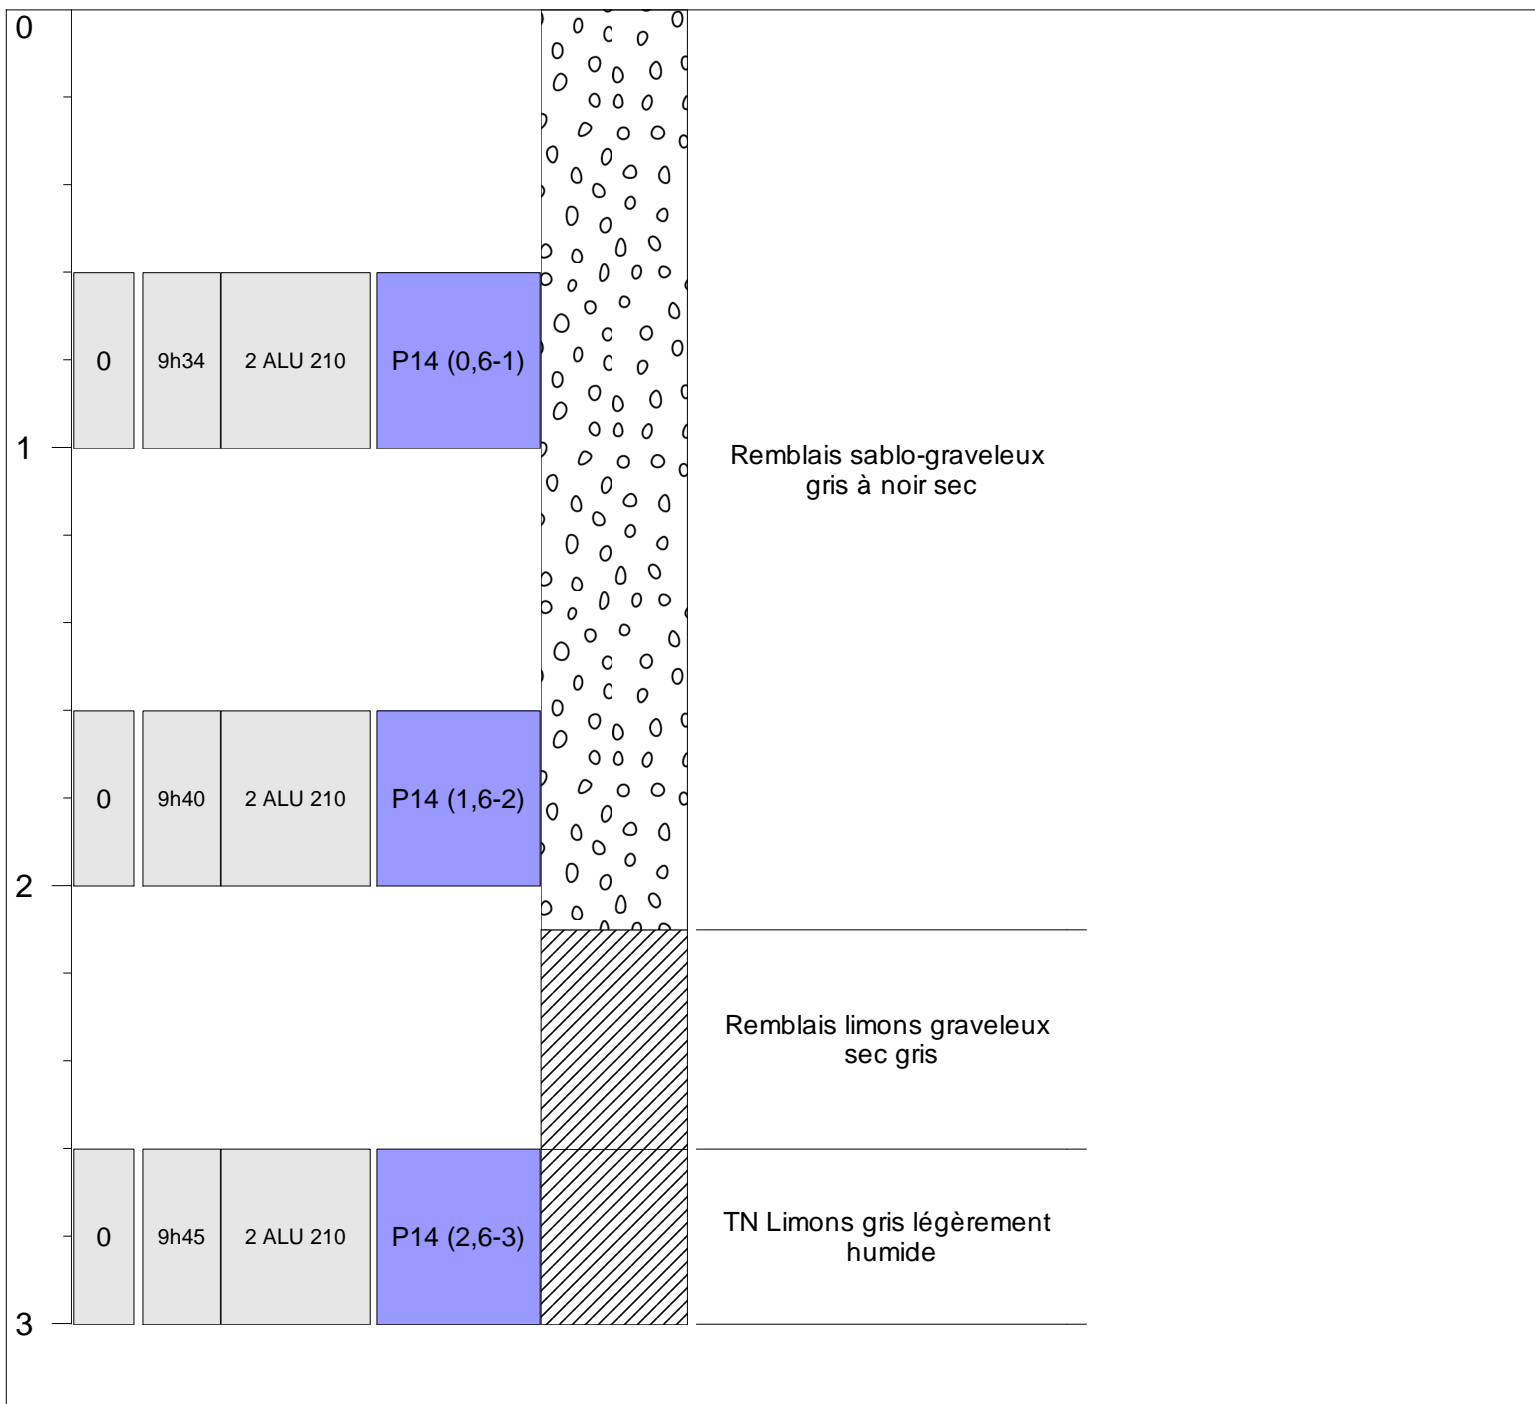 0
0
9h34
2 ALU 210
P14 (0,6-1)
1
Remblais sablo-graveleux
gris à noir sec
0
9h40
2 ALU 210
P14 (1,6-2)
2
Remblais limons graveleux
sec gris
0
9h45
2 ALU 210
P14 (2,6-3)
TN Limons gris légèrement
humide
3